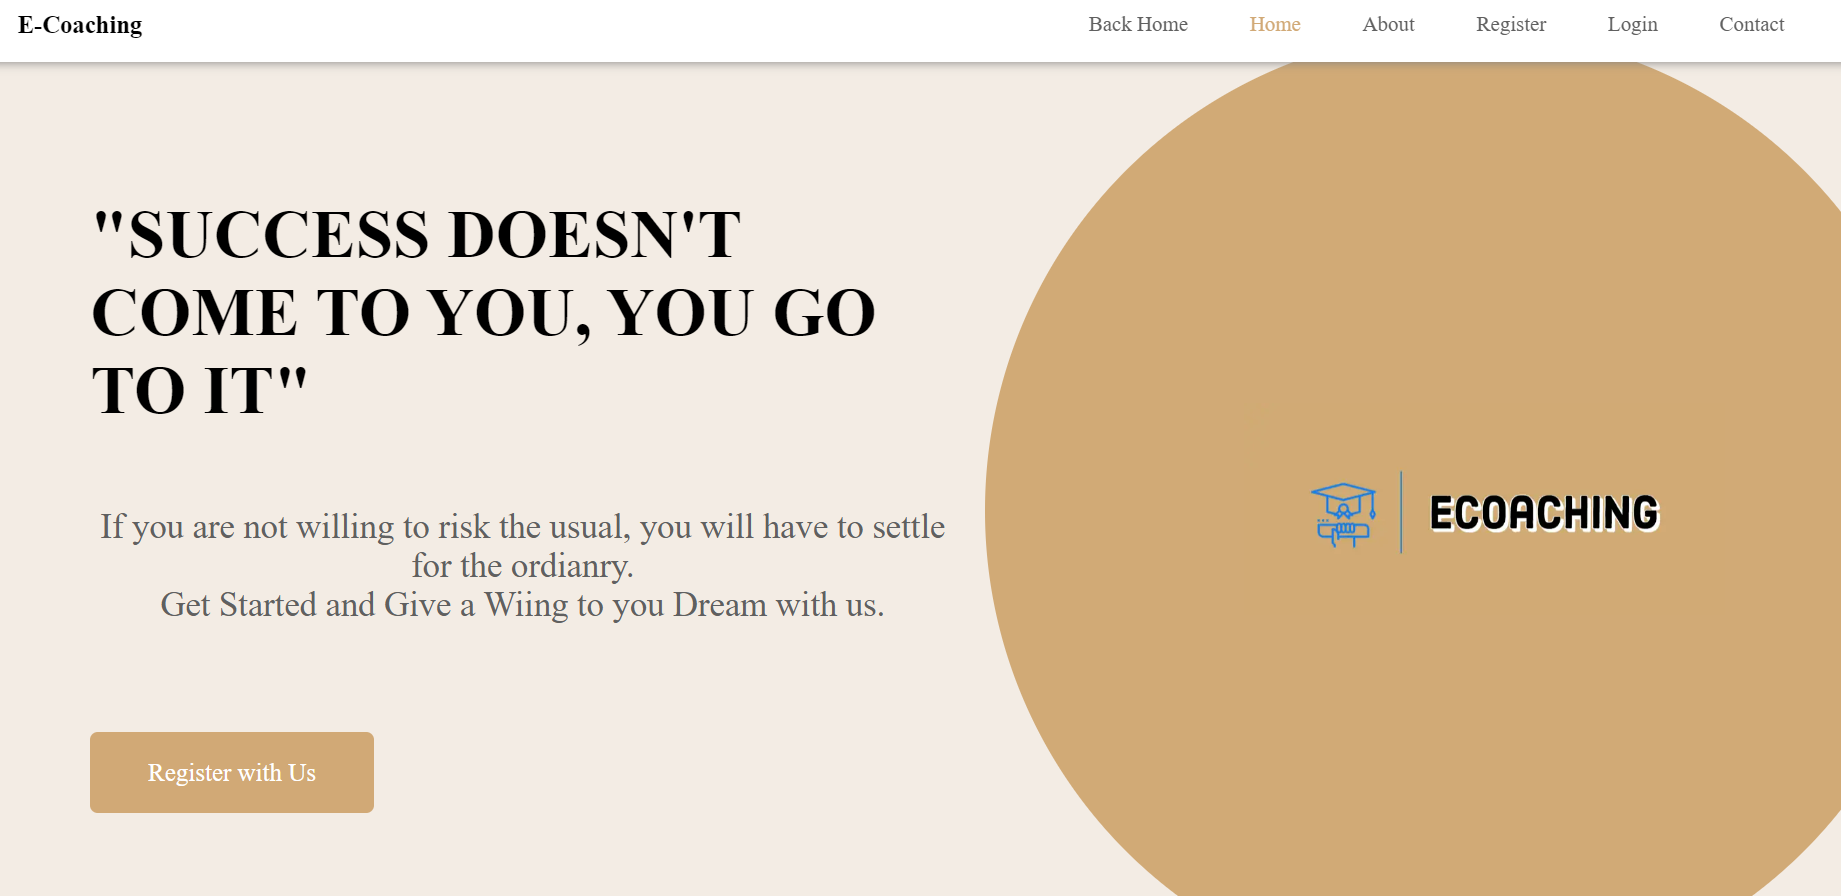 E-Coaching
Back Home Home About Register Login Contact
"SUCCESS DOESN'T
COME TO YOU, YOU GO
TO IT"
If you are not willing to risk the usual, you will have to settle
for the ordianry.
Get Started and Give a Wiing to you Dream with us.
ECOACHING
Register with Us